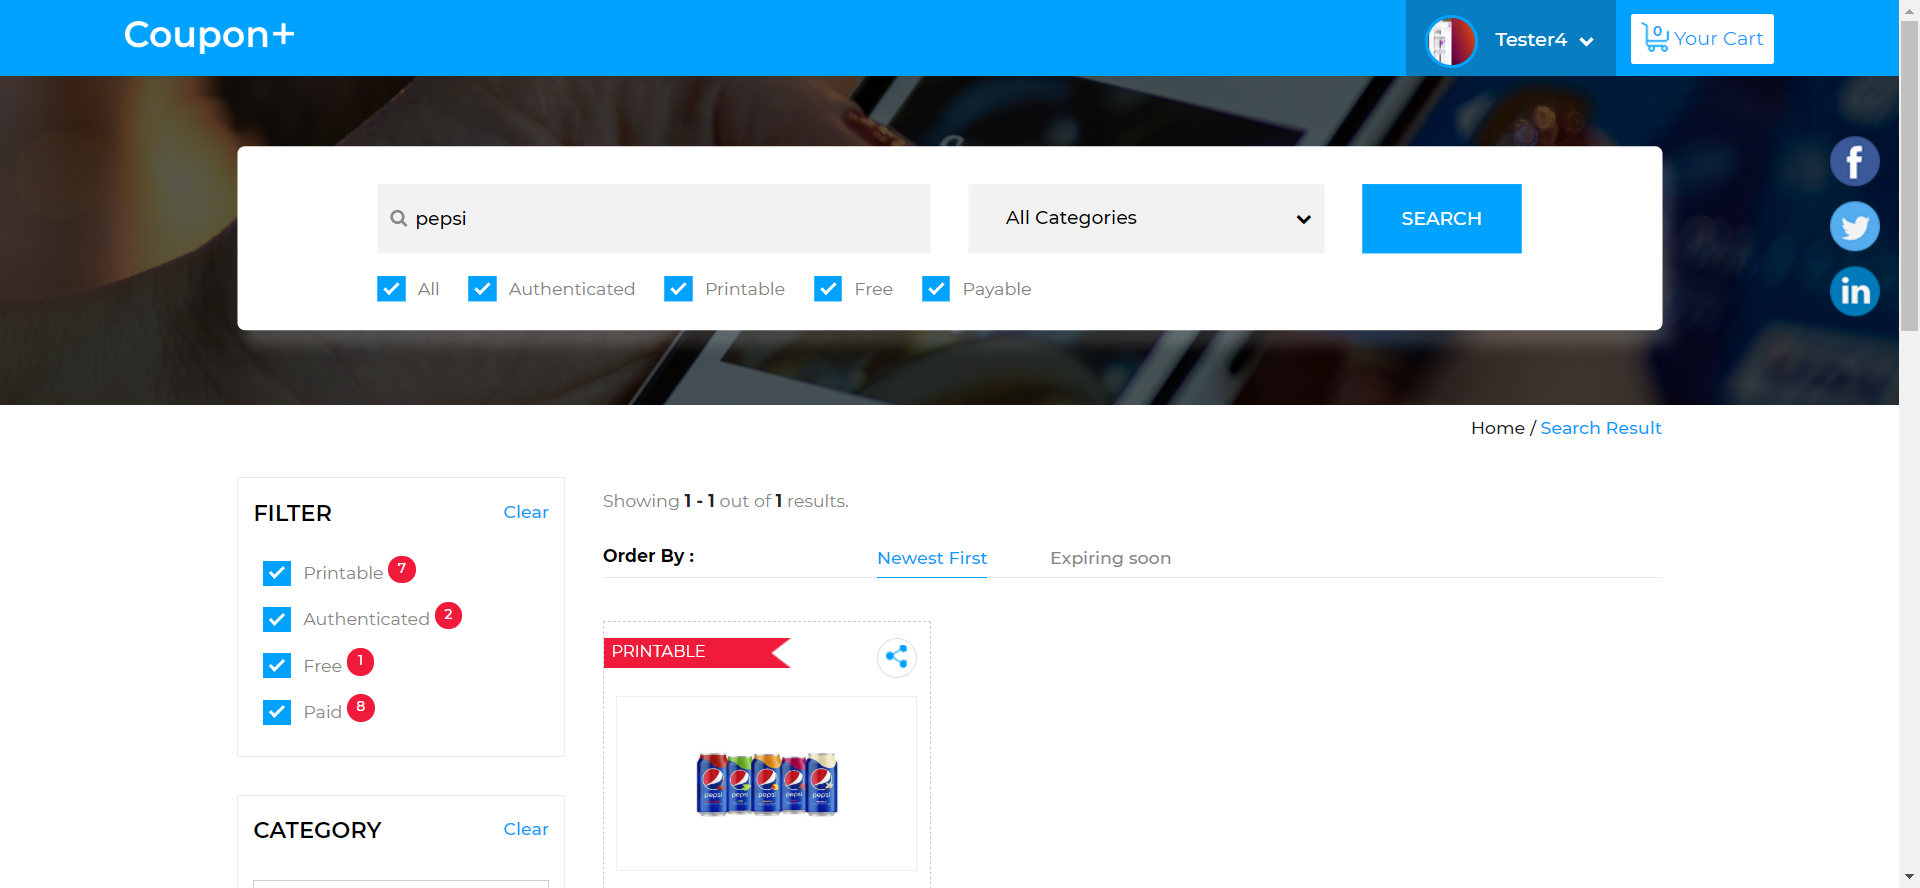 Coupon+
Tester4
0 Your Cart
pepsi
All Categories
SEARCH
All
Authenticated
Printable
Free
Payable
Home / Search Result
FILTER
Clear
Printable 7
Authenticated 2
Free 1
Paid 8
CATEGORY
Clear
Showing 1 - 1 out of 1 results.
Order By :
Newest First
Expiring soon
PRINTABLE
pepsi
pepsi
pepsi
pepsi
pepsi